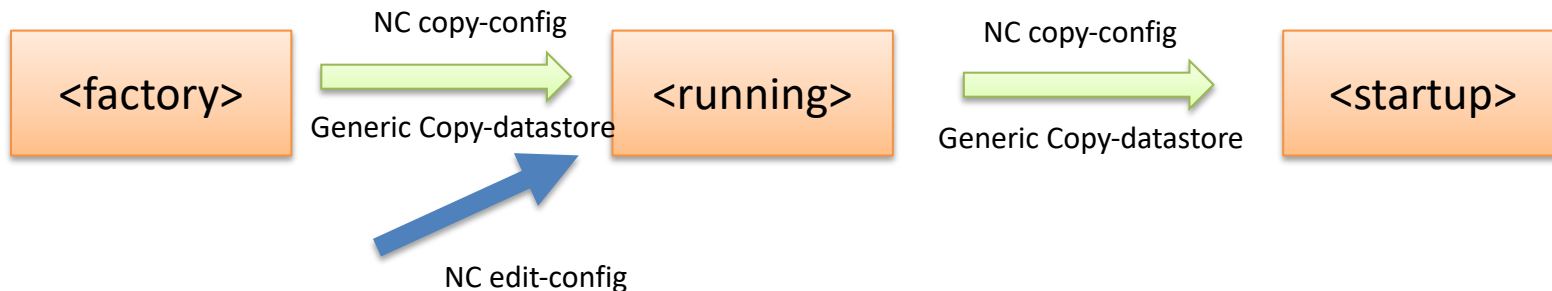 NC copy-config
NC copy-config
<factory>
<running>
<startup>
Generic Copy-datastore
Generic Copy-datastore
NC edit-config